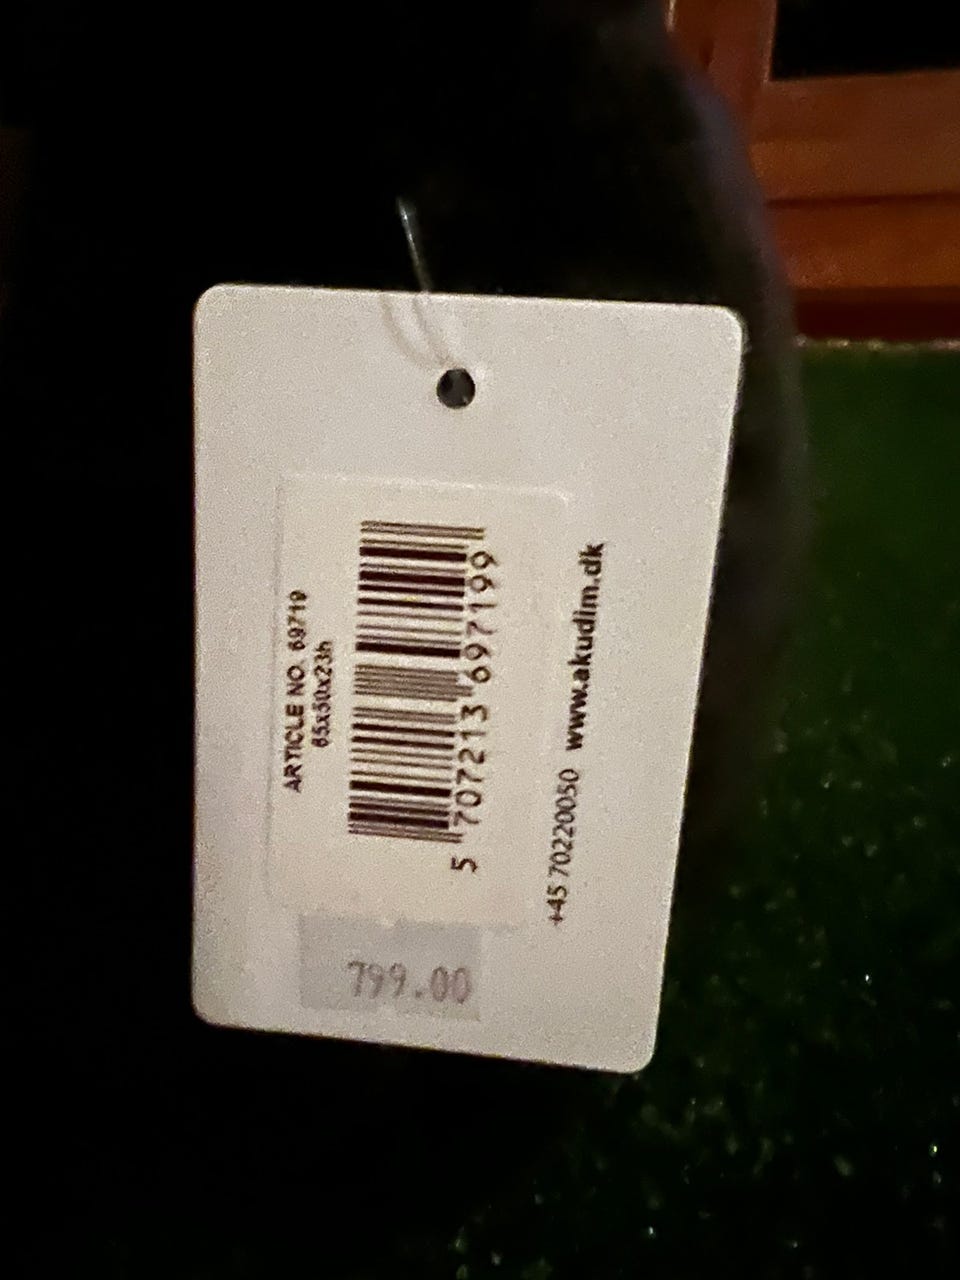 ARTICLE NO. 69719
65x50x23h
5 707213 697199
+45 70220050 www.akudim.dk
799.00